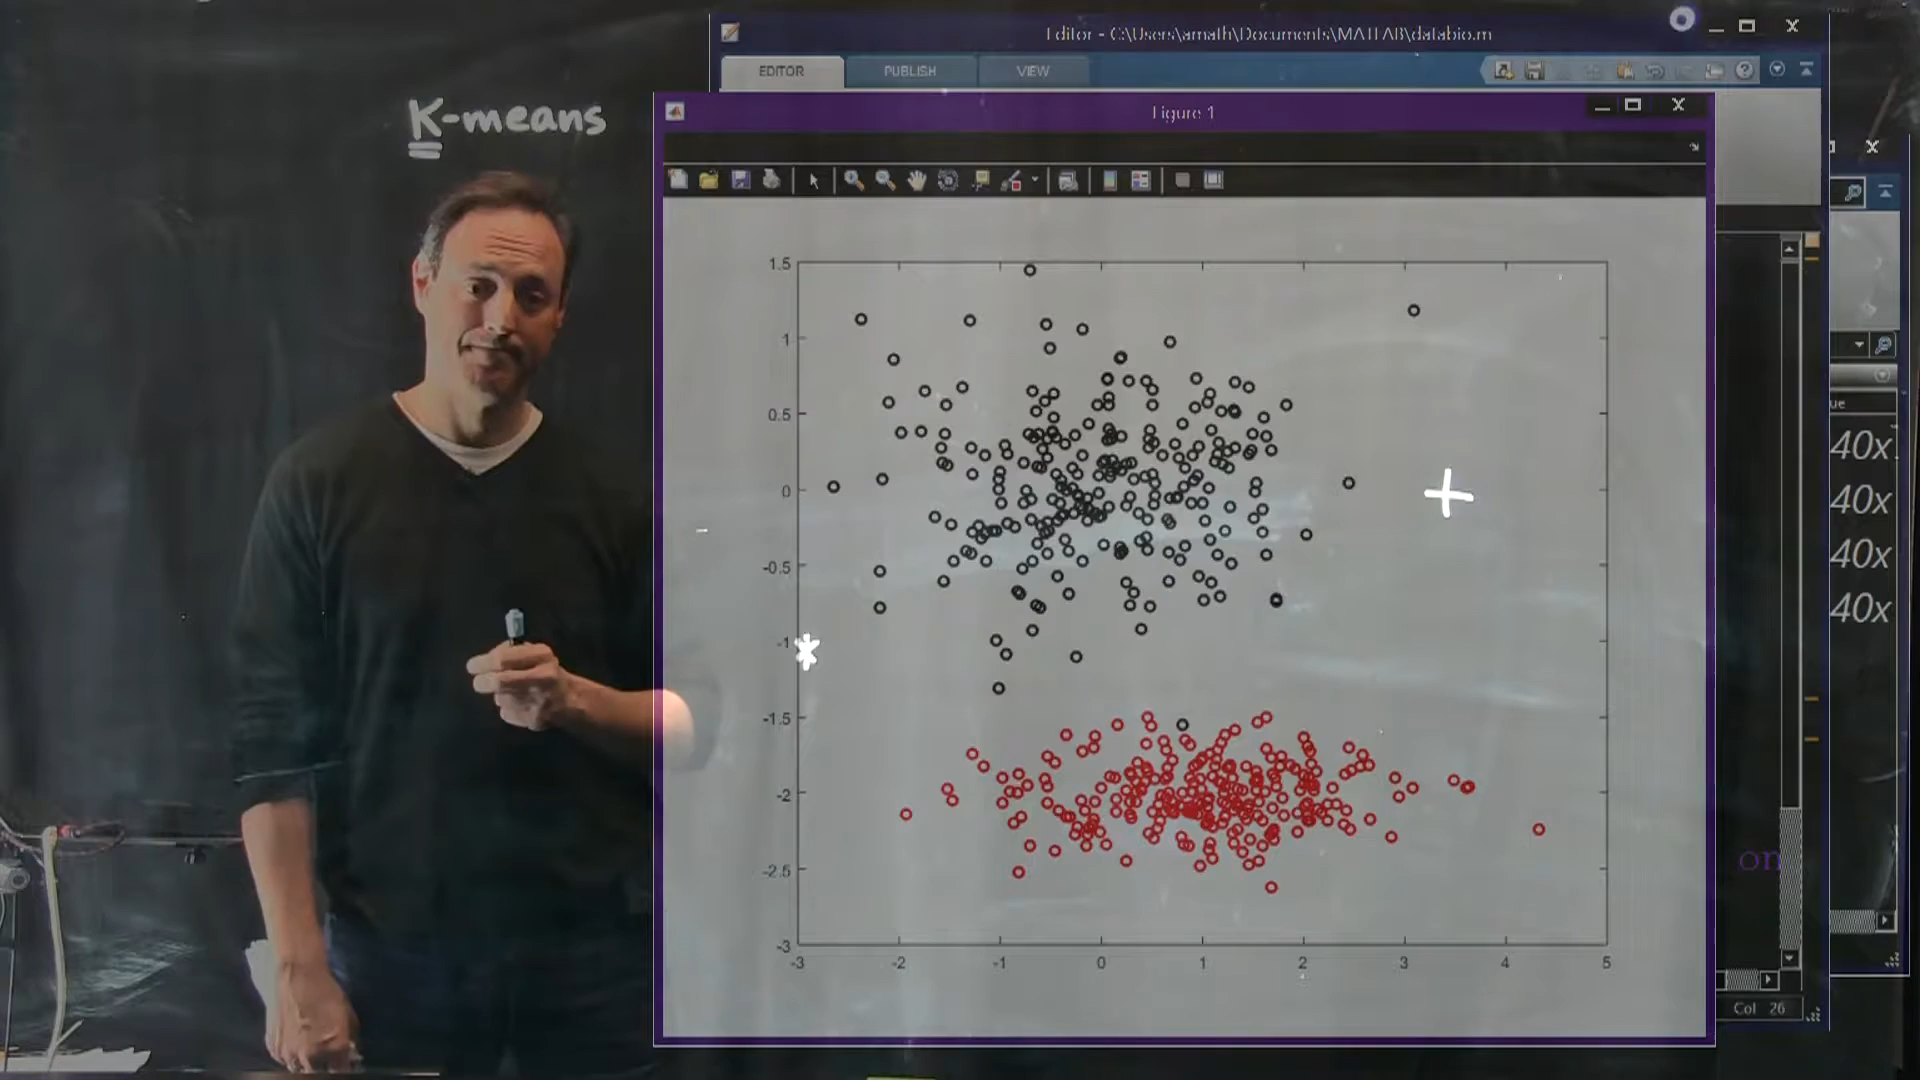 Editor - C:\Users\amath\Documents\MATLAB\databio.m
EDITOR PUBLISH VIEW
K-means
Figure 1
1.5
1
0.5
0
-0.5
-1
-1.5
-2
-2.5
-3
-3 -2 -1 0 1 2 3 4 5
+
*
ue
40x
40x
40x
40x
on
Col 26